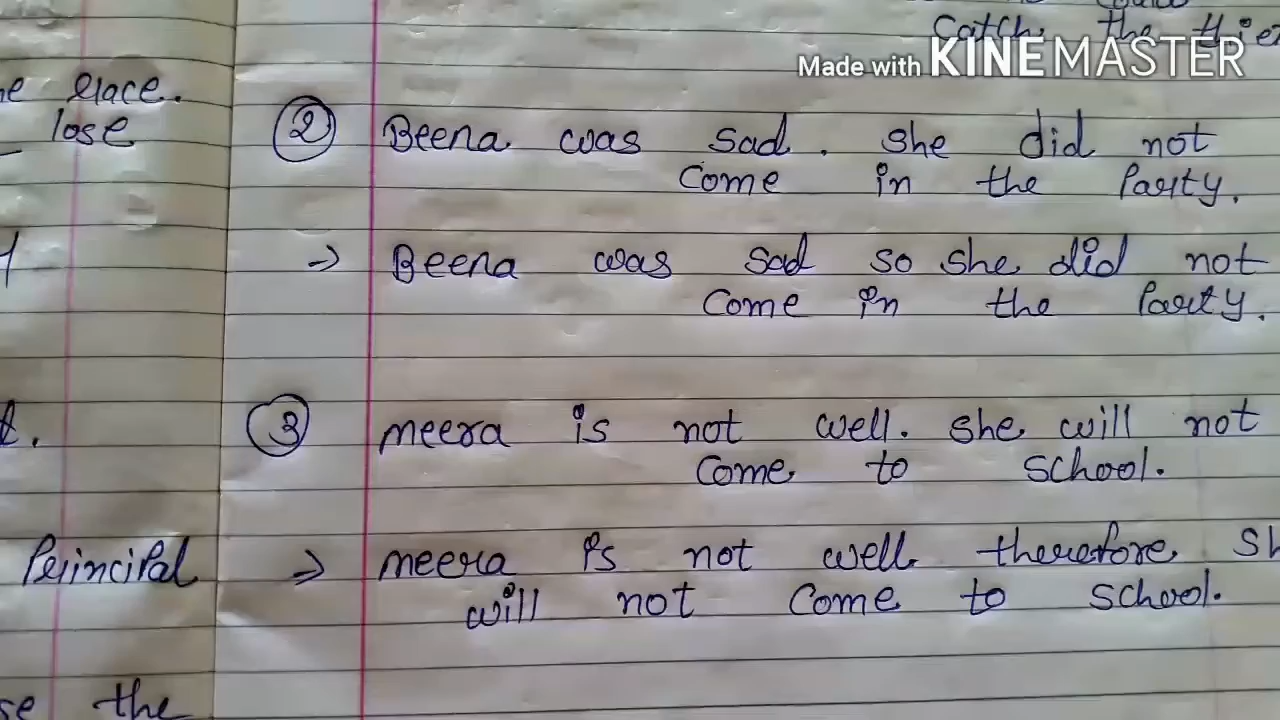 Catch the
Made with KINEMASTER
lose
② Beena was sad. she did not
come in the Party.
→ Beena was sad so she did not
come in the Party.
③ meera is not well. she will not
come to school.
Principal
→ meera is not well therefore sh
will not come to school.
the